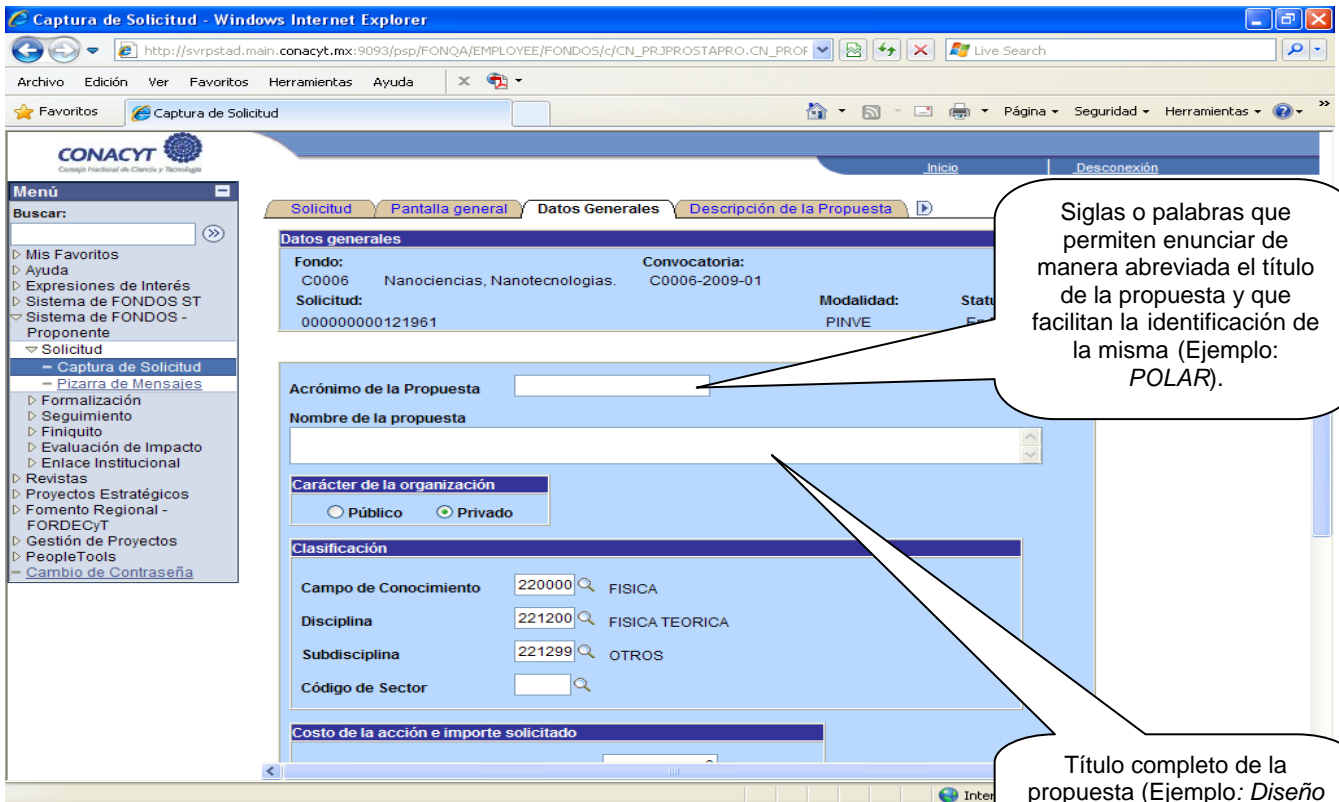 Captura de Solicitud - Windows Internet Explorer
http://svrpstad.main.conacyt.mx:9093/psp/FONQA/EMPLOYEE/FONDOS/c/CN_PRJPROSTAPRO.CN_PROF
Live Search
Archivo Edición Ver Favoritos Herramientas Ayuda
Favoritos Captura de Solicitud Página Seguridad Herramientas
CONACYT
Consejo Nacional de Ciencia y Tecnología
Inicio Desconexión
Menú
Buscar:
Mis Favoritos
Ayuda
Expresiones de Interés
Sistema de FONDOS ST
Sistema de FONDOS -
Proponente
Solicitud
Captura de Solicitud
Pizarra de Mensajes
Formalización
Seguimiento
Finiquito
Evaluación de Impacto
Enlace Institucional
Revistas
Proyectos Estratégicos
Fomento Regional -
FORDECyT
Gestión de Proyectos
PeopleTools
Cambio de Contraseña
Solicitud Pantalla general Datos Generales Descripción de la Propuesta
Datos generales
Fondo: Convocatoria:
C0006 Nanociencias, Nanotecnologias. C0006-2009-01
Solicitud: Modalidad:
000000000121961 PINVE
Siglas o palabras que
permiten enunciar de
manera abreviada el título
de la propuesta y que
facilitan la identificación de
la misma (Ejemplo:
POLAR).
Acrónimo de la Propuesta
Nombre de la propuesta
Carácter de la organización
Público Privado
Clasificación
Campo de Conocimiento 220000 FISICA
Disciplina 221200 FISICA TEORICA
Subdisciplina 221299 OTROS
Código de Sector
Costo de la acción e importe solicitado
Título completo de la
propuesta (Ejemplo: Diseño